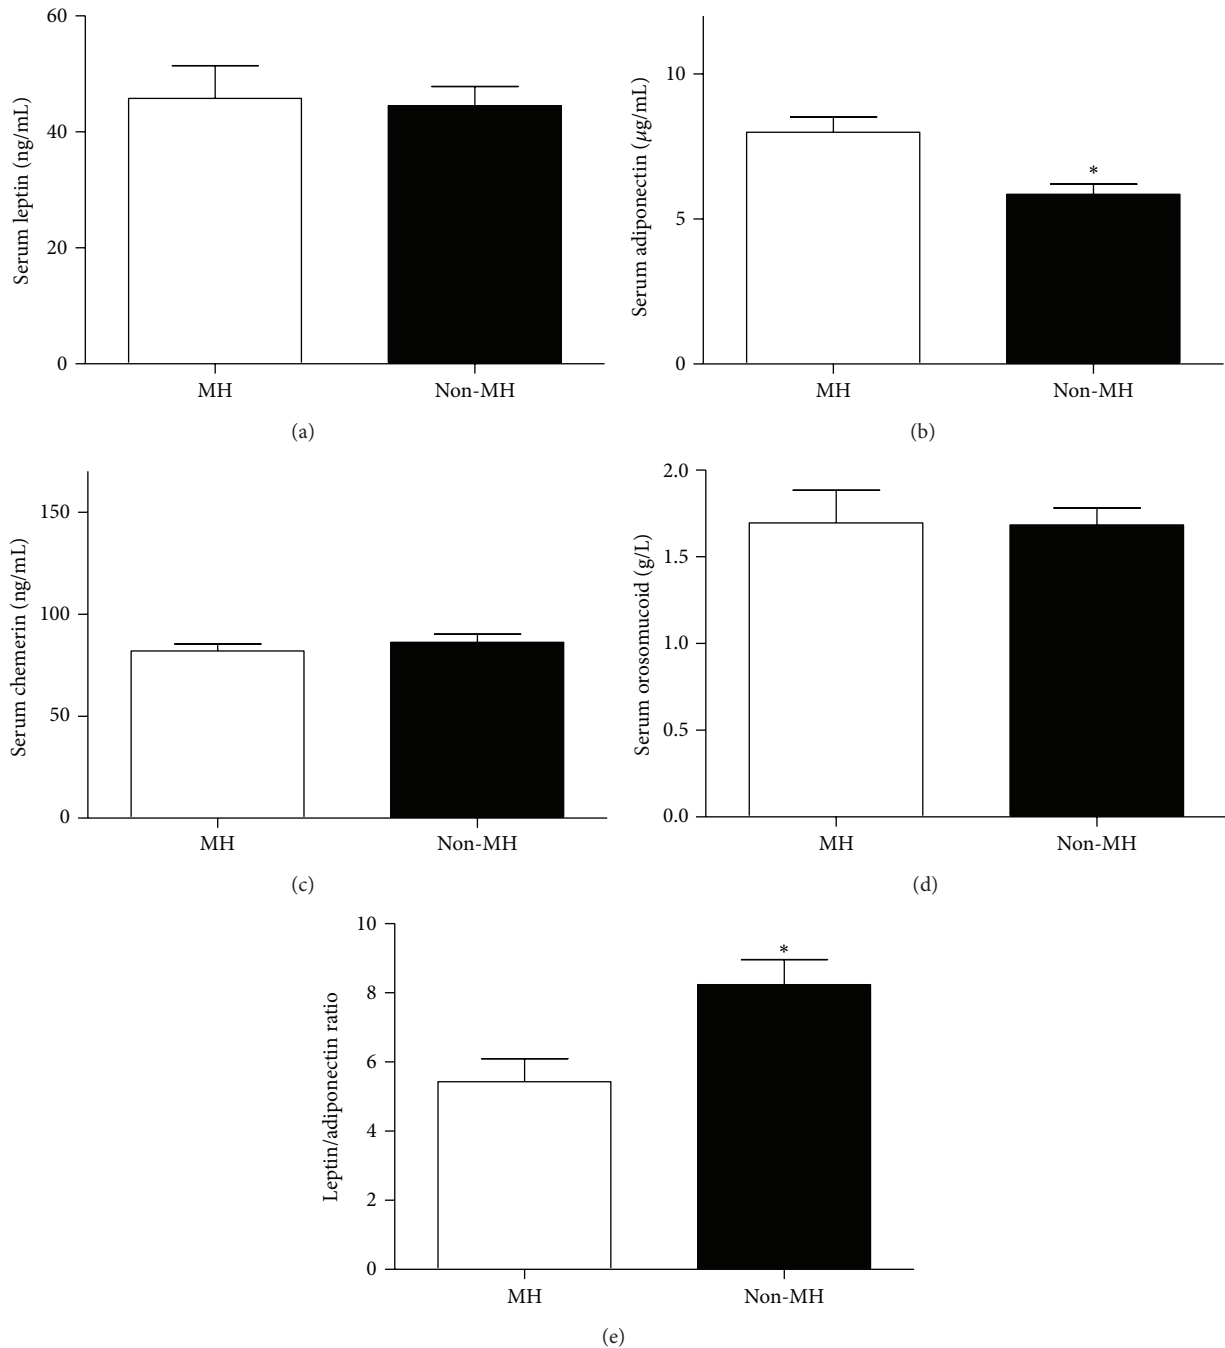 60
40
20
0
Serum leptin (ng/mL)
MH
Non-MH
(a)
10
5
0
Serum adiponectin (μg/mL)
*
MH
Non-MH
(b)
150
100
50
0
Serum chemerin (ng/mL)
MH
Non-MH
(c)
2.0
1.5
1.0
0.5
0.0
Serum orosomucoid (g/L)
MH
Non-MH
(d)
10
8
6
4
2
0
Leptin/adiponectin ratio
*
MH
Non-MH
(e)